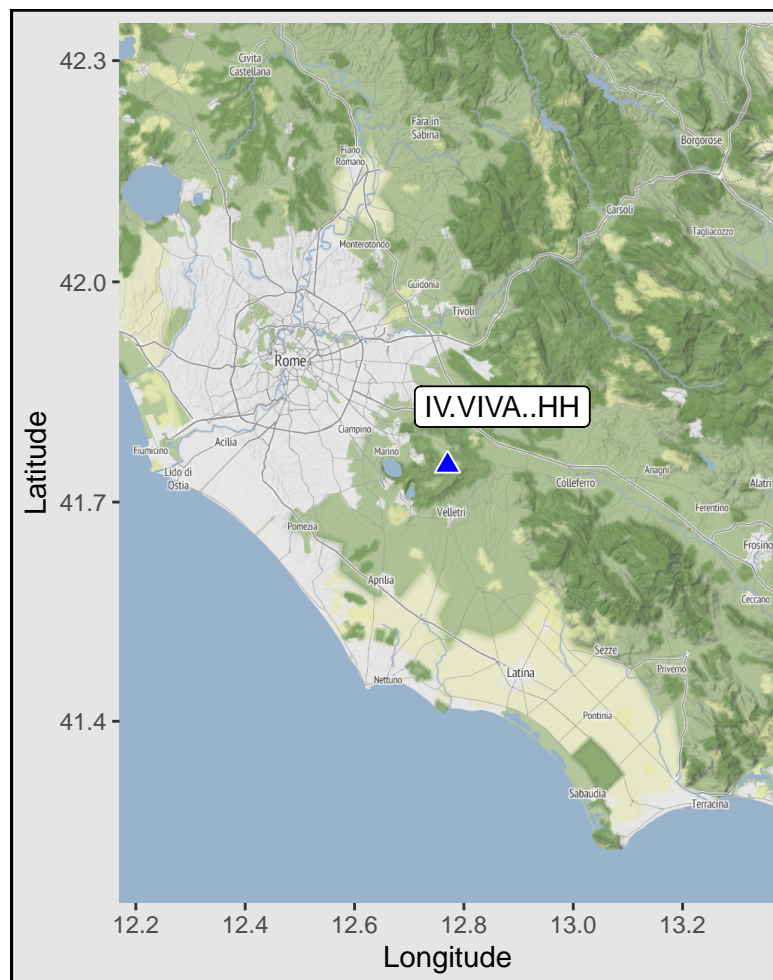 42.3
42.0
41.7
41.4
Latitude
Civita
Castellana
Fara in
Sabina
Fiano
Romano
Borgorose
Carsoli
Tagliacozzo
Monterotondo
Guidonia
Tivoli
Rome
IV.VIVA..HH
Ciampino
Fiumicino
Acilia
Marino
Lido di
Ostia
Colleferro
Anagni
Alatri
Velletri
Ferentino
Pomezia
Frosino
Aprilia
Ceccano
Sezze
Priverno
Nettuno
Latina
Pontinia
Sabaudia
Terracina
12.2 12.4 12.6 12.8 13.0 13.2
Longitude